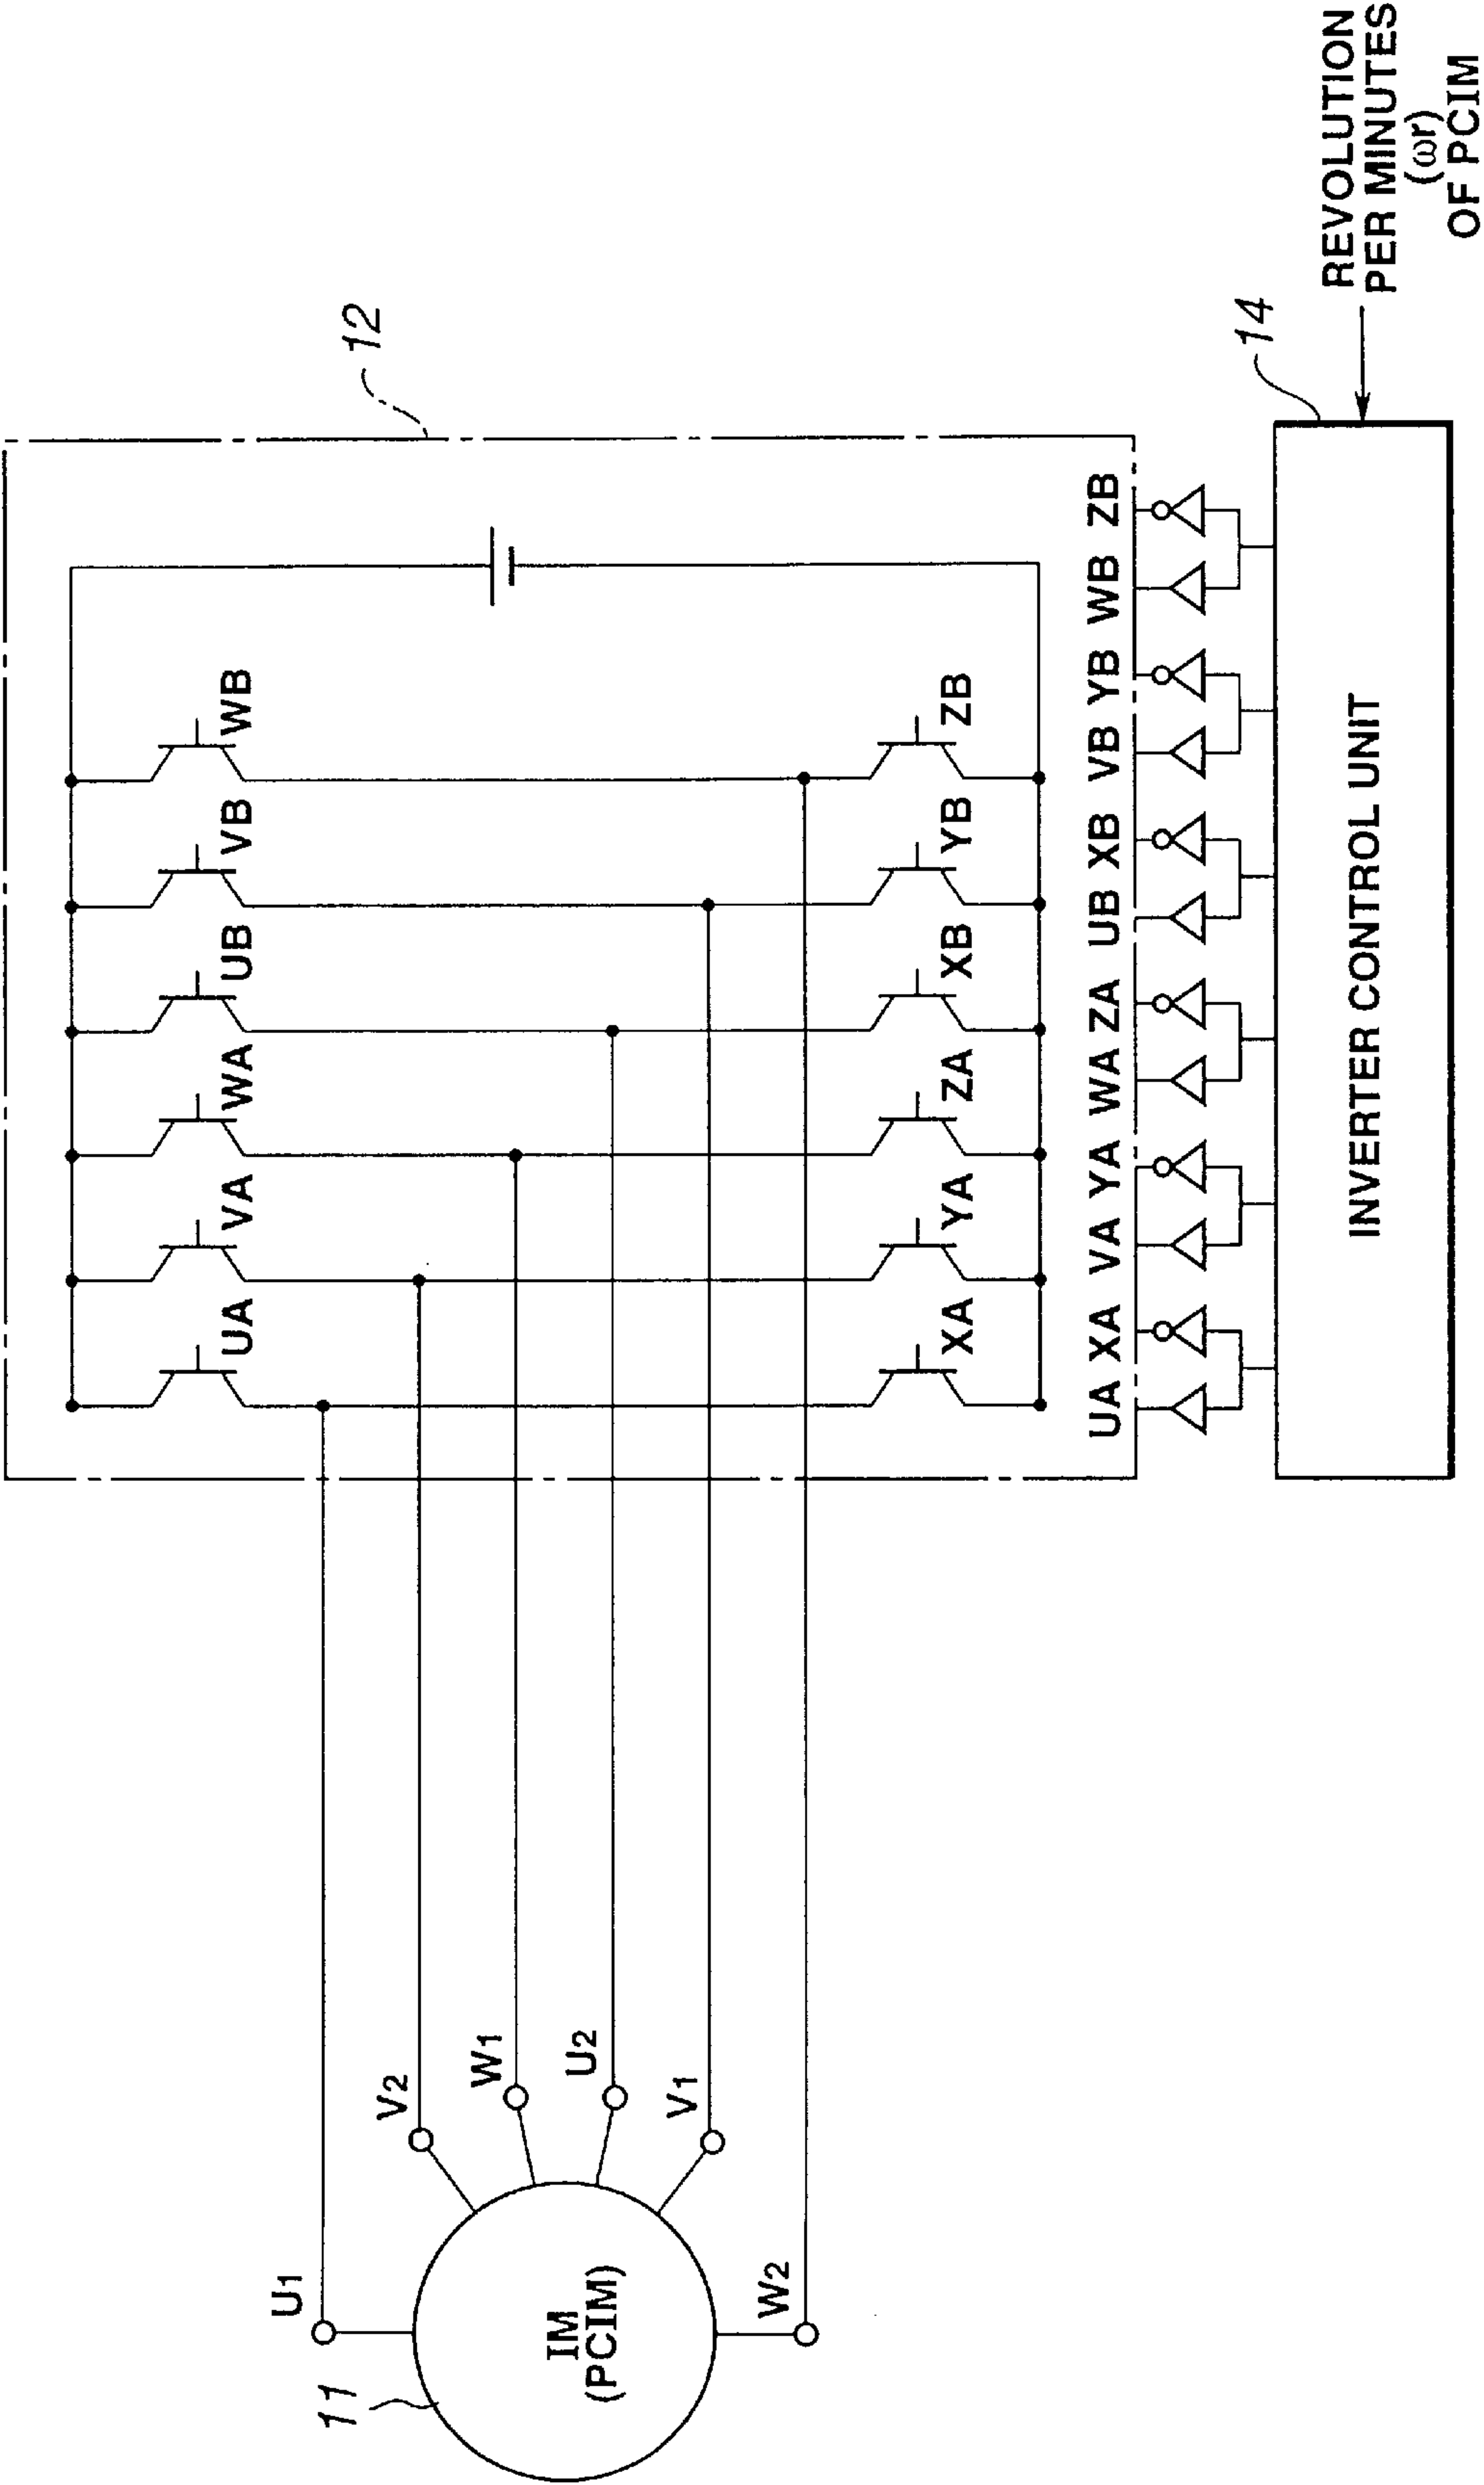 12
WB
VB
UB
WA
VA
UA
ZB
YB
XB
ZA
YA
XA
UA XA VA YA WA ZA UB XB VB YB WB ZB
14
INVERTER CONTROL UNIT
REVOLUTION
PER MINUTES
(ωr)
OF PCIM
U1
V2
W1
U2
V1
W2
11
IM
(PCIM)